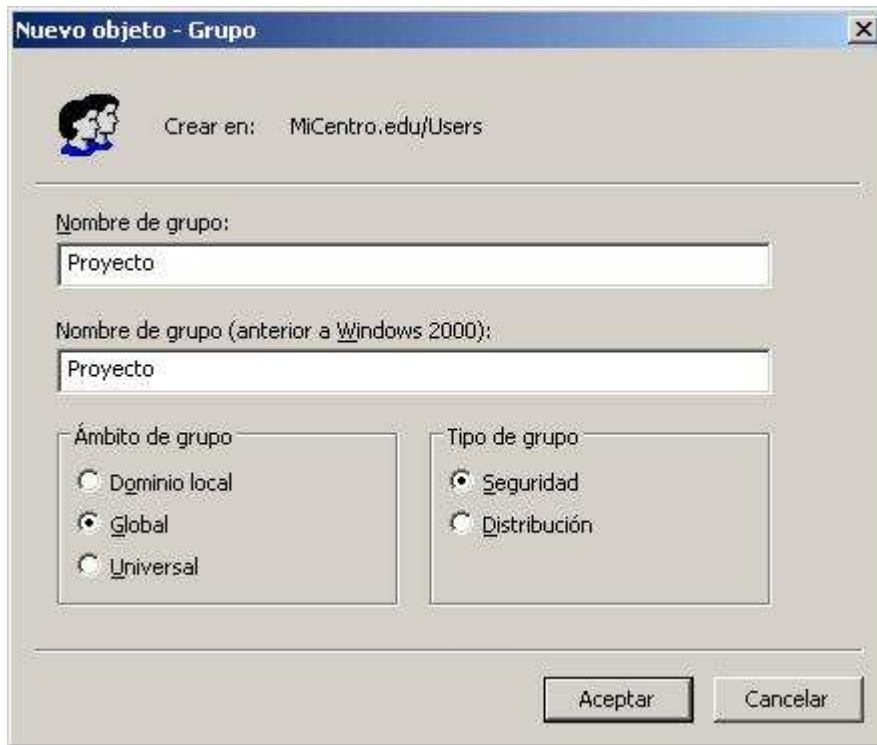 Nuevo objeto - Grupo
Crear en: MiCentro.edu/Users
Nombre de grupo:
Proyecto
Nombre de grupo (anterior a Windows 2000):
Proyecto
Ámbito de grupo
Dominio local
Global
Universal
Tipo de grupo
Seguridad
Distribución
Aceptar
Cancelar